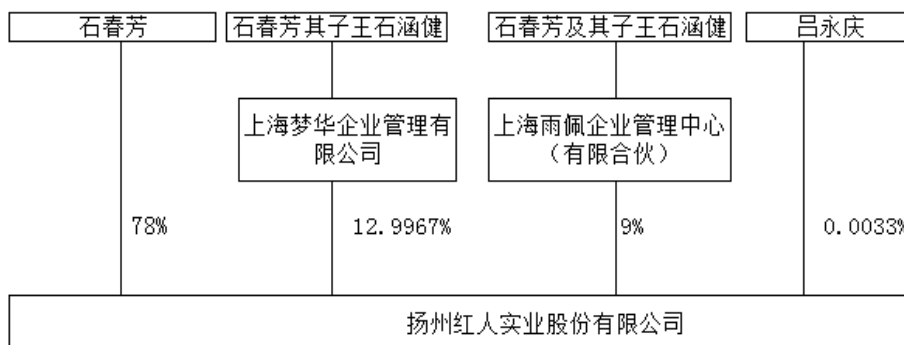 石春芳
石春芳其子王石涵健
石春芳及其子王石涵健
吕永庆
上海梦华企业管理有
限公司
上海雨佩企业管理中心
（有限合伙）
78%
12.9967%
9%
0.0033%
扬州红人实业股份有限公司